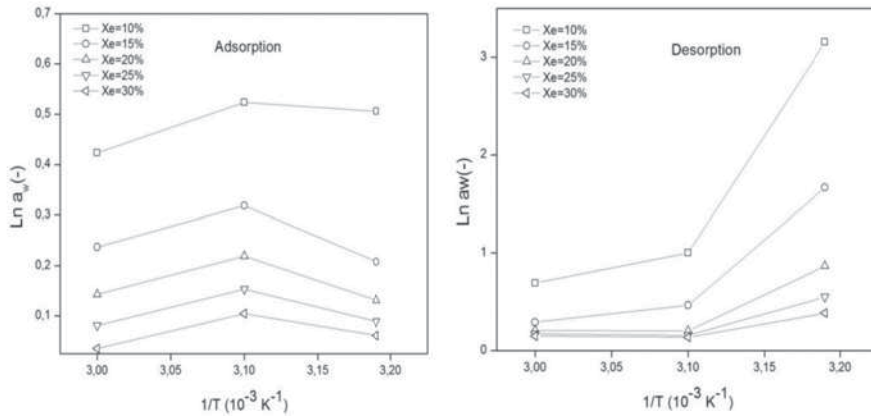 0,7
0,6
0,5
0,4
0,3
0,2
0,1
Ln a_w(-)
Xe=10%
Xe=15%
Xe=20%
Xe=25%
Xe=30%
Adsorption
3,00 3,05 3,10 3,15 3,20
1/T (10⁻³ K⁻¹)
3
2
1
0
Ln aw(-)
Xe=10%
Xe=15%
Xe=20%
Xe=25%
Xe=30%
Desorption
3,00 3,05 3,10 3,15 3,20
1/T (10⁻³ K⁻¹)